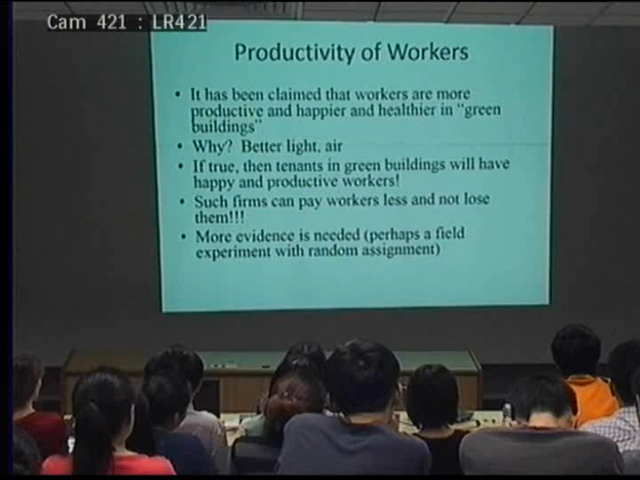 Cam 421 : LR421
Productivity of Workers
• It has been claimed that workers are more
productive and happier and healthier in "green
buildings"
• Why? Better light, air
• If true, then tenants in green buildings will have
happy and productive workers!
• Such firms can pay workers less and not lose
them!!!
• More evidence is needed (perhaps a field
experiment with random assignment)